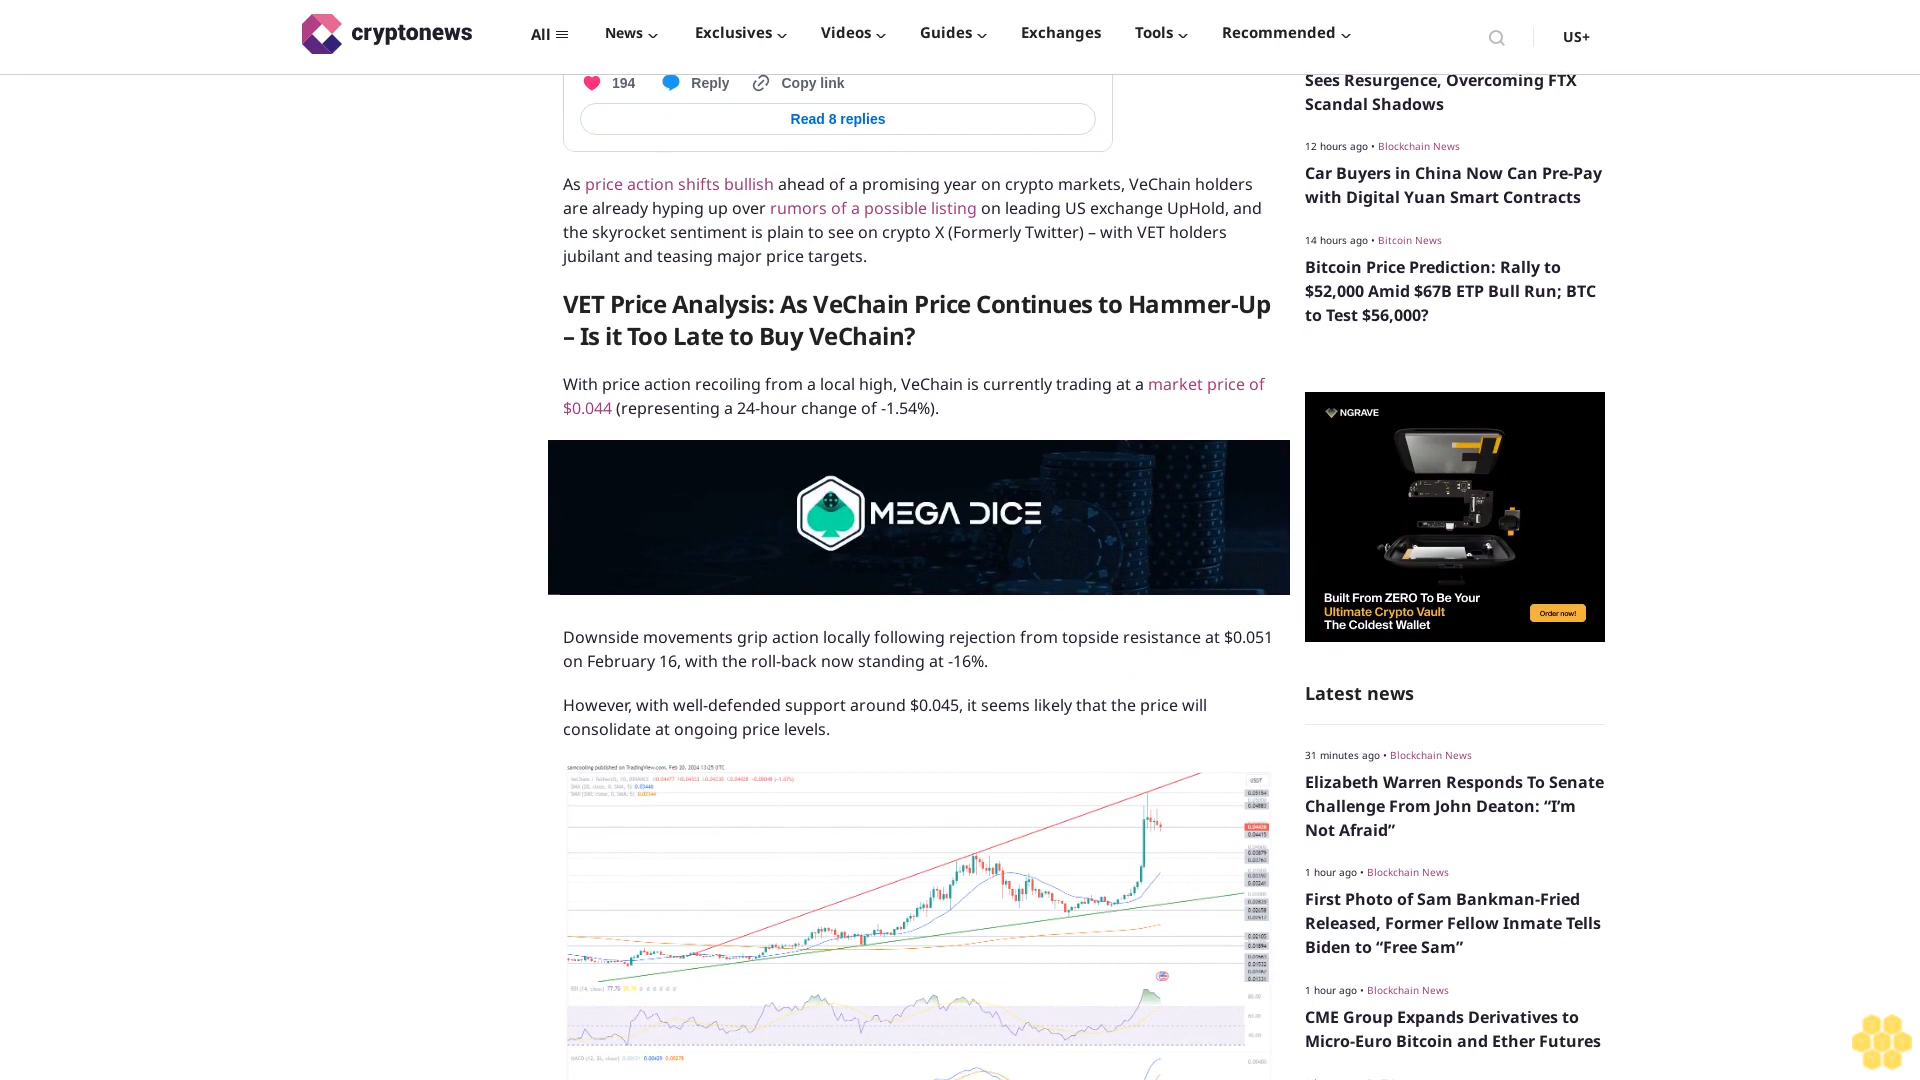 cryptonews
All
News
Exclusives
Videos
Guides
Exchanges
Tools
Recommended
US+
194
Reply
Copy link
Read 8 replies
As price action shifts bullish ahead of a promising year on crypto markets, VeChain holders
are already hyping up over rumors of a possible listing on leading US exchange UpHold, and
the skyrocket sentiment is plain to see on crypto X (Formerly Twitter) – with VET holders
jubilant and teasing major price targets.
VET Price Analysis: As VeChain Price Continues to Hammer-Up
– Is it Too Late to Buy VeChain?
With price action recoiling from a local high, VeChain is currently trading at a market price of
$0.044 (representing a 24-hour change of -1.54%).
MEGA DICE
Downside movements grip action locally following rejection from topside resistance at $0.051
on February 16, with the roll-back now standing at -16%.
However, with well-defended support around $0.045, it seems likely that the price will
consolidate at ongoing price levels.
samcooling published on TradingView.com, Feb 20, 2024 13:25 UTC
Sees Resurgence, Overcoming FTX
Scandal Shadows
12 hours ago • Blockchain News
Car Buyers in China Now Can Pre-Pay
with Digital Yuan Smart Contracts
14 hours ago • Bitcoin News
Bitcoin Price Prediction: Rally to
$52,000 Amid $67B ETP Bull Run; BTC
to Test $56,000?
NGRAVE
Built From ZERO To Be Your
Ultimate Crypto Vault
The Coldest Wallet
Order now!
Latest news
31 minutes ago • Blockchain News
Elizabeth Warren Responds To Senate
Challenge From John Deaton: “I’m
Not Afraid”
1 hour ago • Blockchain News
First Photo of Sam Bankman-Fried
Released, Former Fellow Inmate Tells
Biden to “Free Sam”
1 hour ago • Blockchain News
CME Group Expands Derivatives to
Micro-Euro Bitcoin and Ether Futures